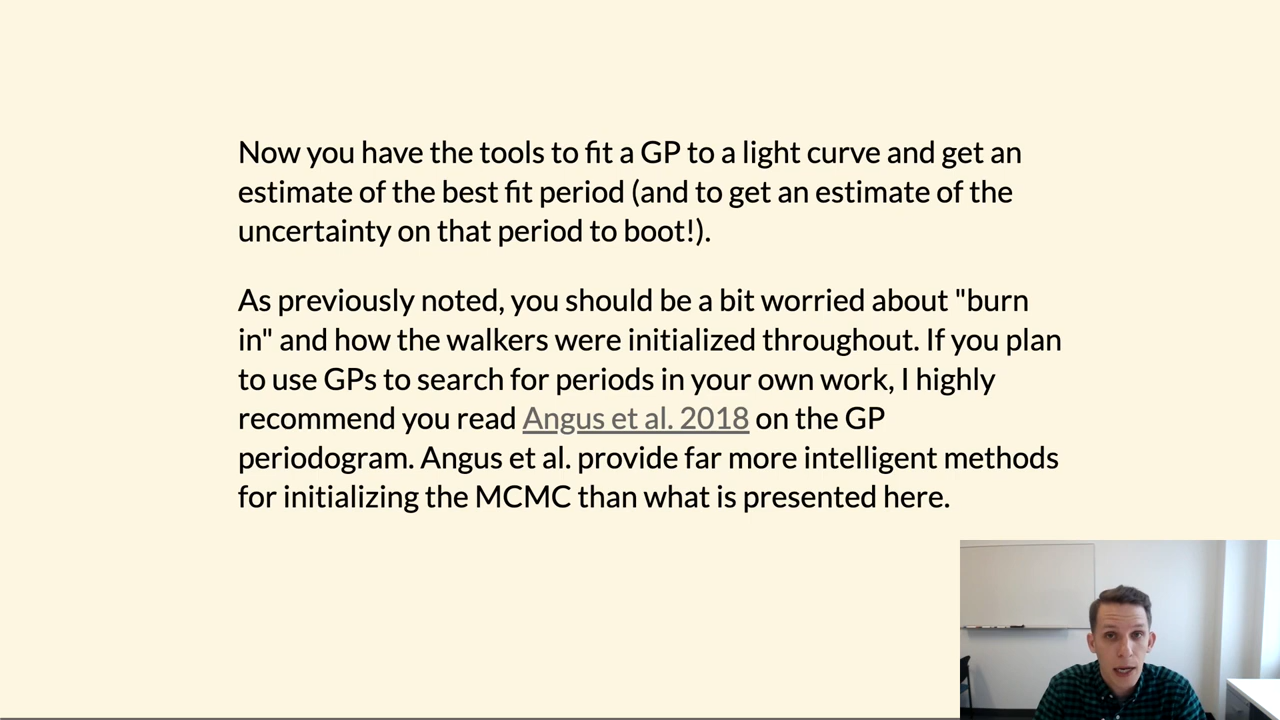 Now you have the tools to fit a GP to a light curve and get an
estimate of the best fit period (and to get an estimate of the
uncertainty on that period to boot!).
As previously noted, you should be a bit worried about "burn
in" and how the walkers were initialized throughout. If you plan
to use GPs to search for periods in your own work, I highly
recommend you read Angus et al. 2018 on the GP
periodogram. Angus et al. provide far more intelligent methods
for initializing the MCMC than what is presented here.